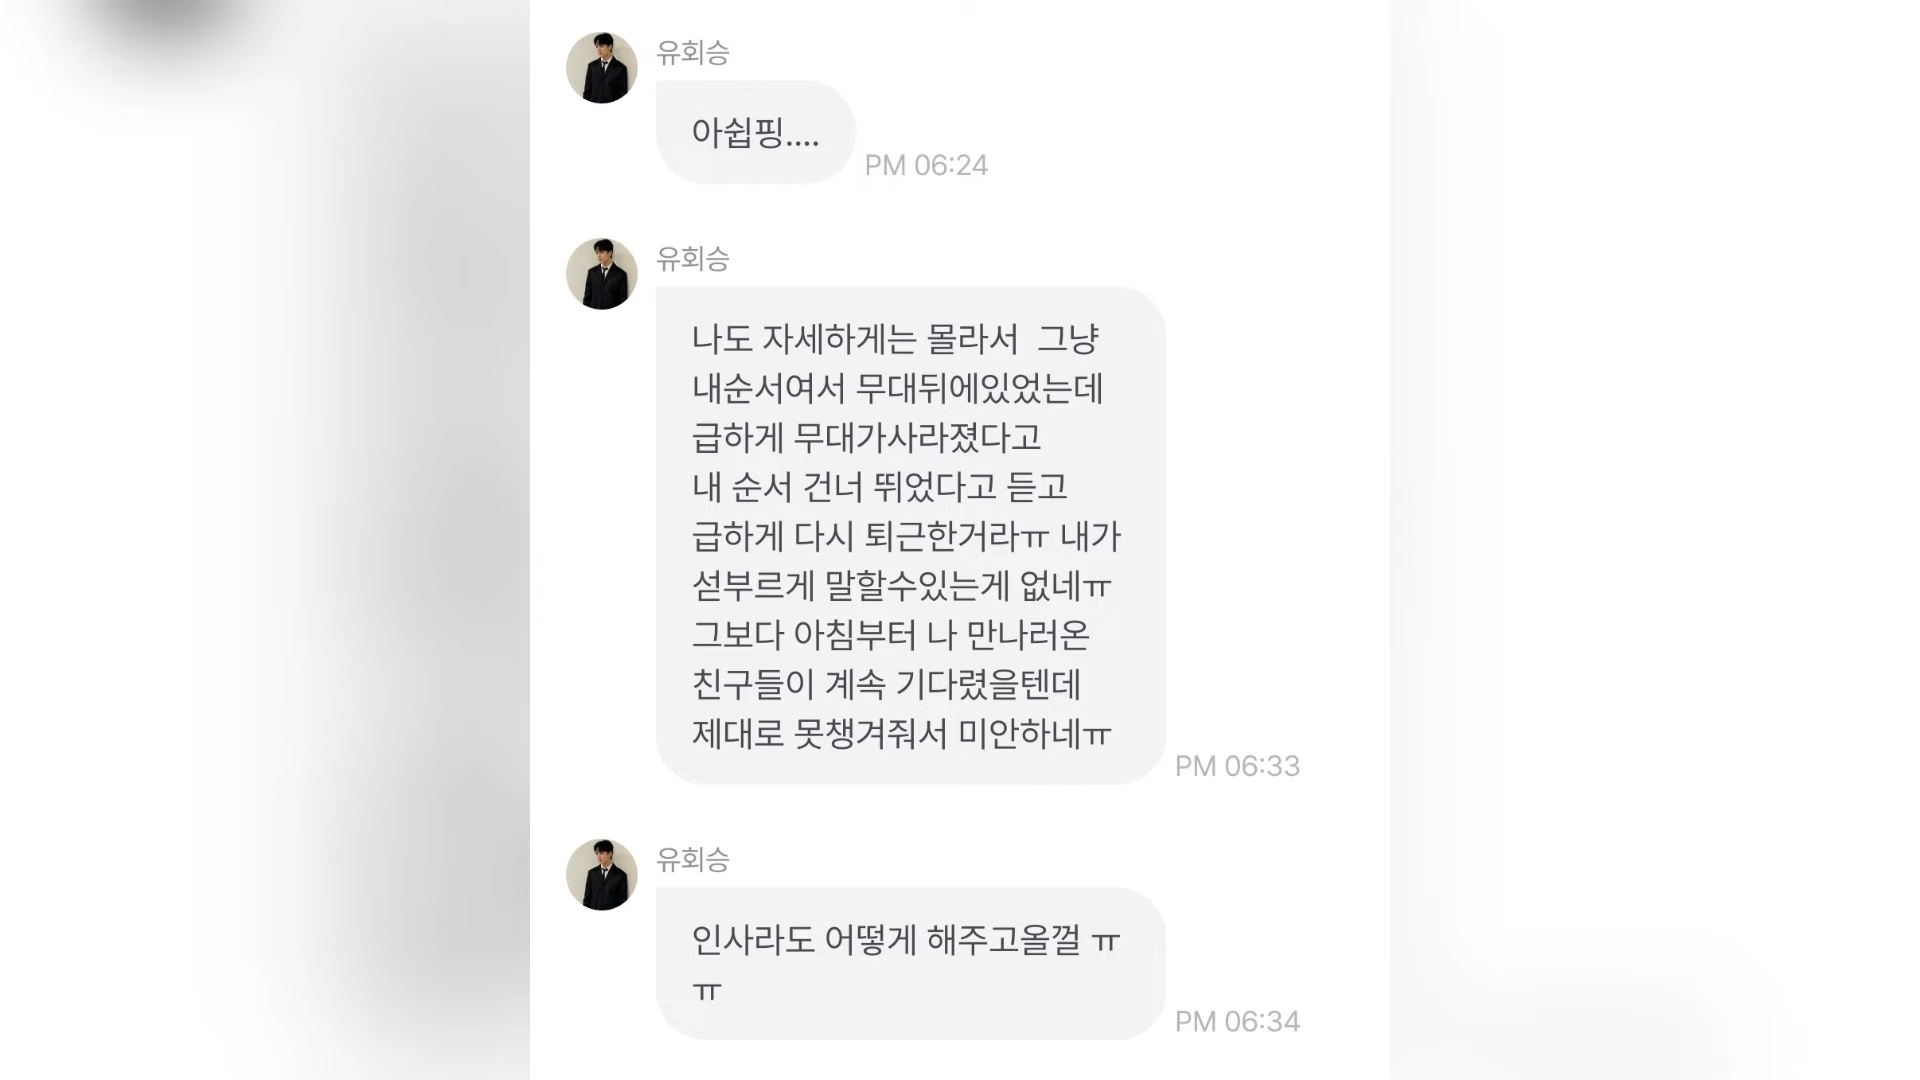 유회승
아쉽핑....
PM 06:24
유회승
나도 자세하게는 몰라서  그냥
내순서여서 무대뒤에있었는데
급하게 무대가사라졌다고
내 순서 건너 뛰었다고 듣고
급하게 다시 퇴근한거라ㅠ 내가
섣부르게 말할수있는게 없네ㅠ
그보다 아침부터 나 만나러온
친구들이 계속 기다렸을텐데
제대로 못챙겨줘서 미안하네ㅠ
PM 06:33
유회승
인사라도 어떻게 해주고올껄 ㅠ
ㅠ
PM 06:34